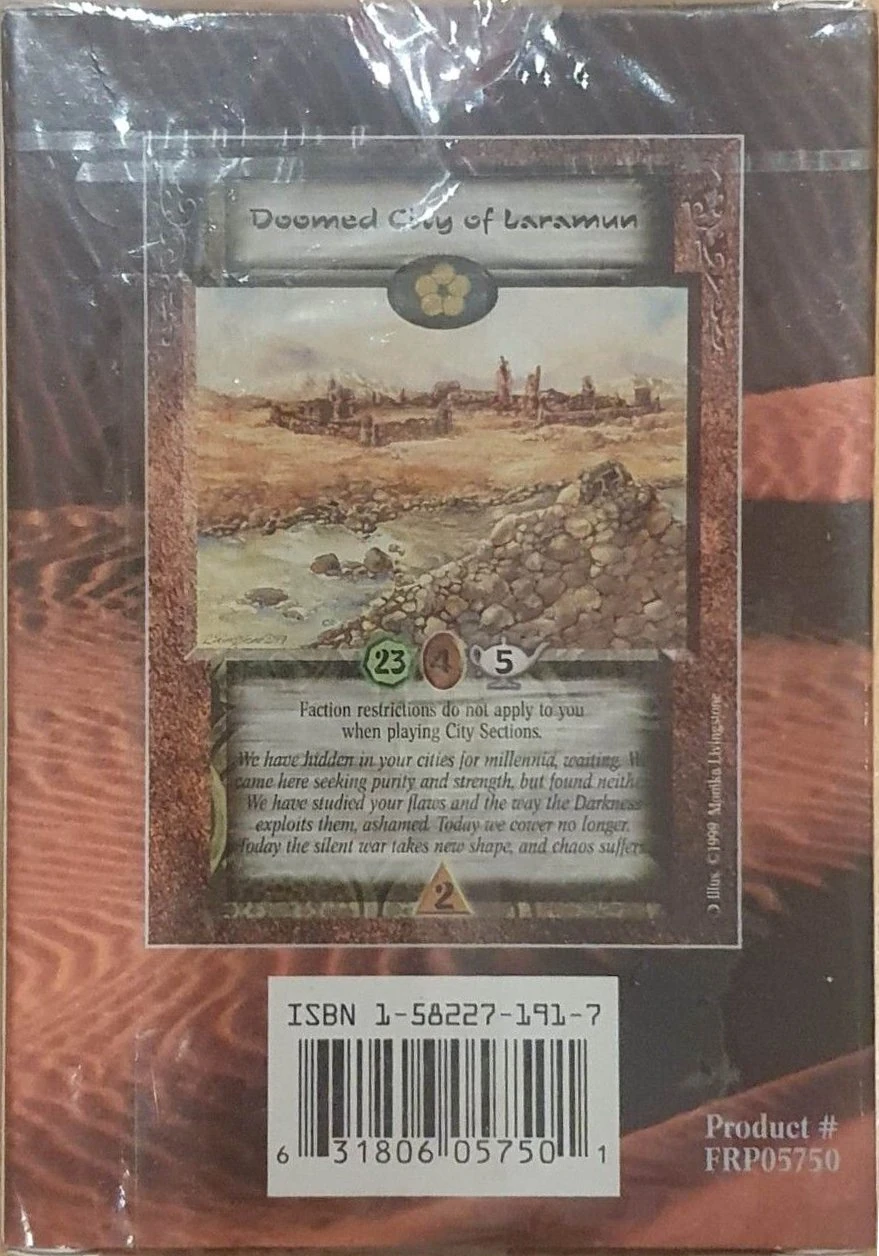 Doomed City of Laramun
23 4 5
Faction restrictions do not apply to you
when playing City Sections.
We have hidden in your cities for millennia, waiting. W
came here seeking purity and strength, but found neithe
We have studied your flaws and the way the Darkness
exploits them, ashamed. Today we cower no longer.
Today the silent war takes new shape, and chaos suffers.
2
Illus. ©1999 Monika Livingstone
ISBN 1-58227-191-7
6 31806 05750 1
Product #
FRP05750